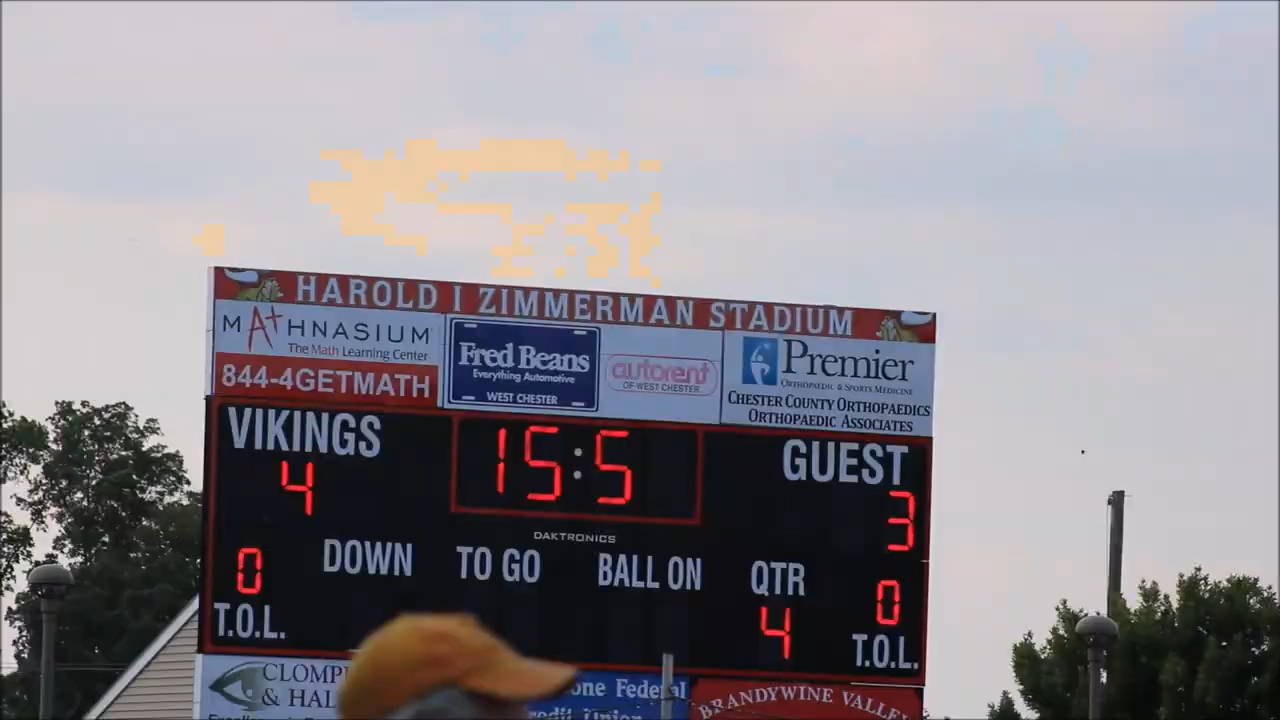 HAROLD I ZIMMERMAN STADIUM
MATHNASIUM
The Math Learning Center
844-4GETMATH
Fred Beans
Everything Automotive
WEST CHESTER
autorent
OF WEST CHESTER
Premier
ORTHOPAEDIC & SPORTS MEDICINE
CHESTER COUNTY ORTHOPAEDICS
ORTHOPAEDIC ASSOCIATES
VIKINGS
15:5
GUEST
4
3
DAKTRONICS
DOWN TO GO BALL ON QTR
0
4
0
T.O.L.
T.O.L.
& HAL
one Federal
BRANDYWINE VALLEY